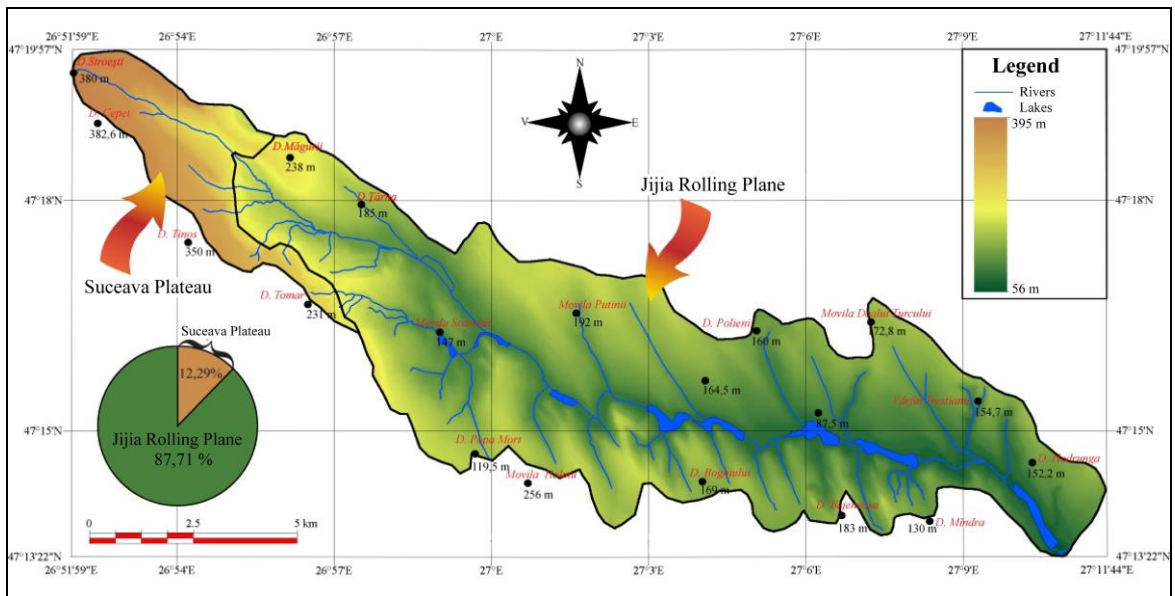 26°51'59"E 26°54'E 26°57'E 27°E 27°3'E 27°6'E 27°9'E 27°11'44"E
47°19'57"N
47°19'57"N
D.Stroești
380 m
D. Cepei
382,6 m
N
V
E
S
Legend
Rivers
Lakes
395 m
56 m
D.Măgurii
238 m
47°18'N
47°18'N
185 m
Jijia Rolling Plane
D. Tinos
350 m
Suceava Plateau
D. Tomar
231 m
147 m
Movila Putinii
192 m
D. Polieni
160 m
Movila Dealul Turcului
72,8 m
Suceava Plateau
12,29%
Jijia Rolling Plane
87,71 %
164,5 m
87,5 m
154,7 m
47°15'N
47°15'N
D. Popa Mort
119,5 m
Movila
256 m
D. Bogeiului
169 m
152,2 m
183 m
D. Mîndra
130 m
0 2.5 5 km
47°13'22"N
47°13'22"N
26°51'59"E 26°54'E 26°57'E 27°E 27°3'E 27°6'E 27°9'E 27°11'44"E